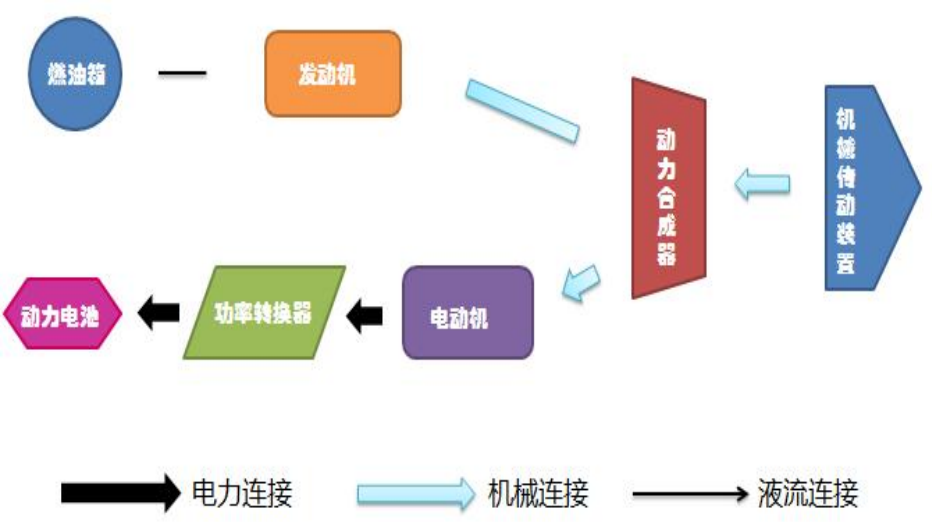 燃油箱
发动机
动力合成器
机械传动装置
动力电池
功率转换器
电动机
电力连接
机械连接
液流连接